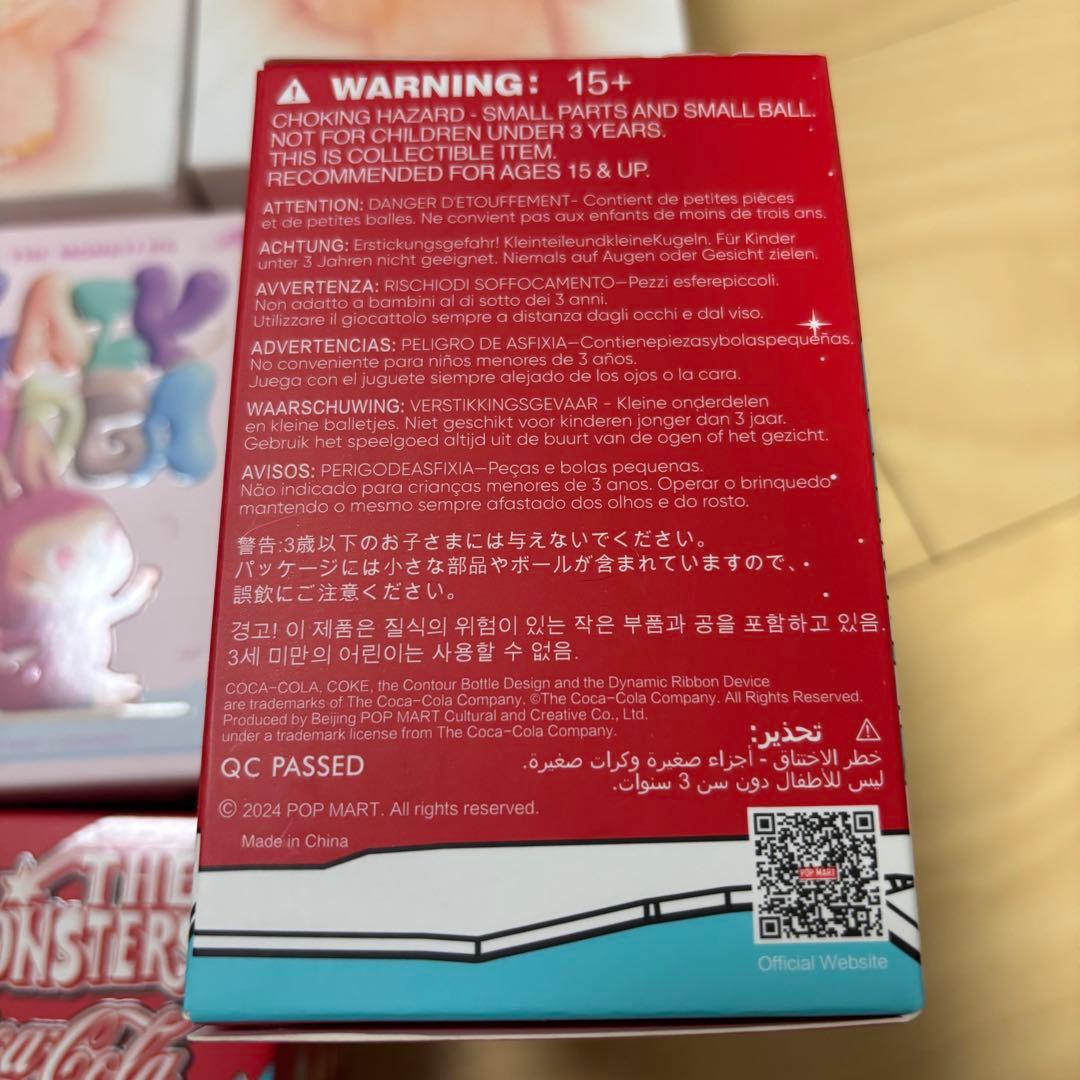 WARNING: 15+
CHOKING HAZARD - SMALL PARTS AND SMALL BALL.
NOT FOR CHILDREN UNDER 3 YEARS.
THIS IS COLLECTIBLE ITEM.
RECOMMENDED FOR AGES 15 & UP.
ATTENTION: DANGER D'ETOUFFEMENT- Contient de petites pièces
et de petites balles. Ne convient pas aux enfants de moins de trois ans.
ACHTUNG: Erstickungsgefahr! KleinteileundkleineKugeln. Für Kinder
unter 3 Jahren nicht geeignet. Niemals auf Augen oder Gesicht zielen.
AVVERTENZA: RISCHIODI SOFFOCAMENTO—Pezzi esferepiccoli.
Non adatto a bambini al di sotto dei 3 anni.
Utilizzare il giocattolo sempre a distanza dagli occhi e dal viso.
ADVERTENCIAS: PELIGRO DE ASFIXIA—Contienepiezasybolaspequeñas.
No conveniente para niños menores de 3 años.
Juega con el juguete siempre alejado de los ojos o la cara.
WAARSCHUWING: VERSTIKKINGSGEVAAR - Kleine onderdelen
en kleine balletjes. Niet geschikt voor kinderen jonger dan 3 jaar.
Gebruik het speelgoed altijd uit de buurt van de ogen of het gezicht.
AVISOS: PERIGODEASFIXIA—Peças e bolas pequenas.
Não indicado para crianças menores de 3 anos. Operar o brinquedo
mantendo o mesmo sempre afastado dos olhos e do rosto.
警告:3歳以下のお子さまには与えないでください。
パッケージには小さな部品やボールが含まれていますので、
誤飲にご注意ください。
경고! 이 제품은 질식의 위험이 있는 작은 부품과 공을 포함하고 있음.
3세 미만의 어린이는 사용할 수 없음.
COCA-COLA, COKE, the Contour Bottle Design and the Dynamic Ribbon Device
are trademarks of The Coca-Cola Company. ©The Coca-Cola Company. All Rights Reserved.
Produced by Beijing POP MART Cultural and Creative Co., Ltd.
under a trademark license from The Coca-Cola Company.
تحذير:
خطر الاختناق - أجزاء صغيرة وكرات صغيرة.
ليس للأطفال دون سن 3 سنوات.
QC PASSED
© 2024 POP MART. All rights reserved.
Made in China
POP MART
Official Website
THE
MONSTERS
Coca-Cola